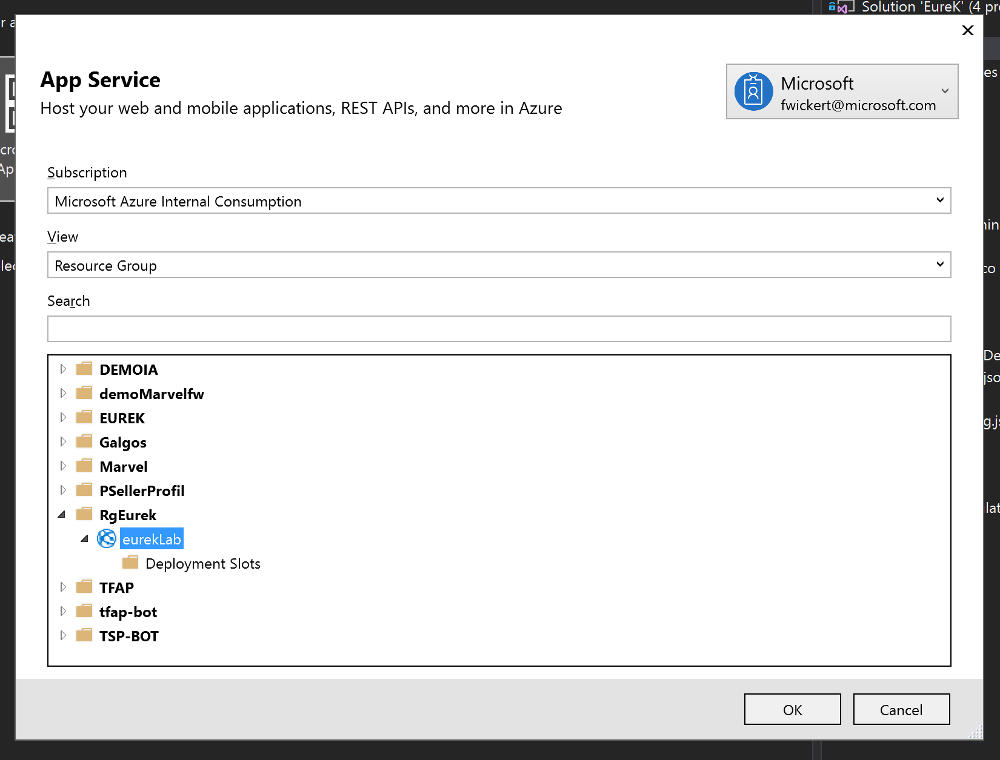 Solution 'EureK' (4 pr
App Service
Host your web and mobile applications, REST APIs, and more in Azure
Microsoft
fwickert@microsoft.com
Subscription
Microsoft Azure Internal Consumption
View
Resource Group
Search
DEMOIA
demoMarvelfw
EUREK
Galgos
Marvel
PSellerProfil
RgEurek
eurekLab
Deployment Slots
TFAP
tfap-bot
TSP-BOT
OK
Cancel